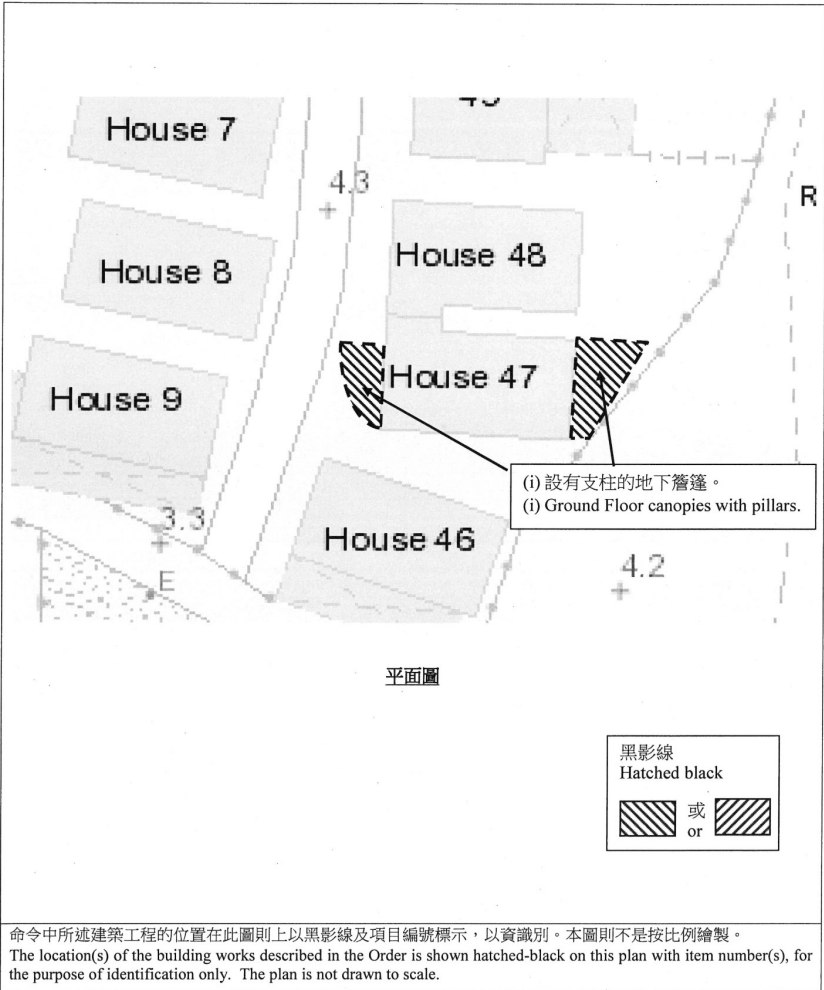 House 7
4.3
R
House 48
House 8
House 47
House 9
(i) 設有支柱的地下簷篷。
(i) Ground Floor canopies with pillars.
3.3
House 46
E
4.2
平面圖
黑影線
Hatched black
或
or
命令中所述建築工程的位置在此圖則上以黑影線及項目編號標示，以資識別。本圖則不是按比例繪製。
The location(s) of the building works described in the Order is shown hatched-black on this plan with item number(s), for
the purpose of identification only. The plan is not drawn to scale.